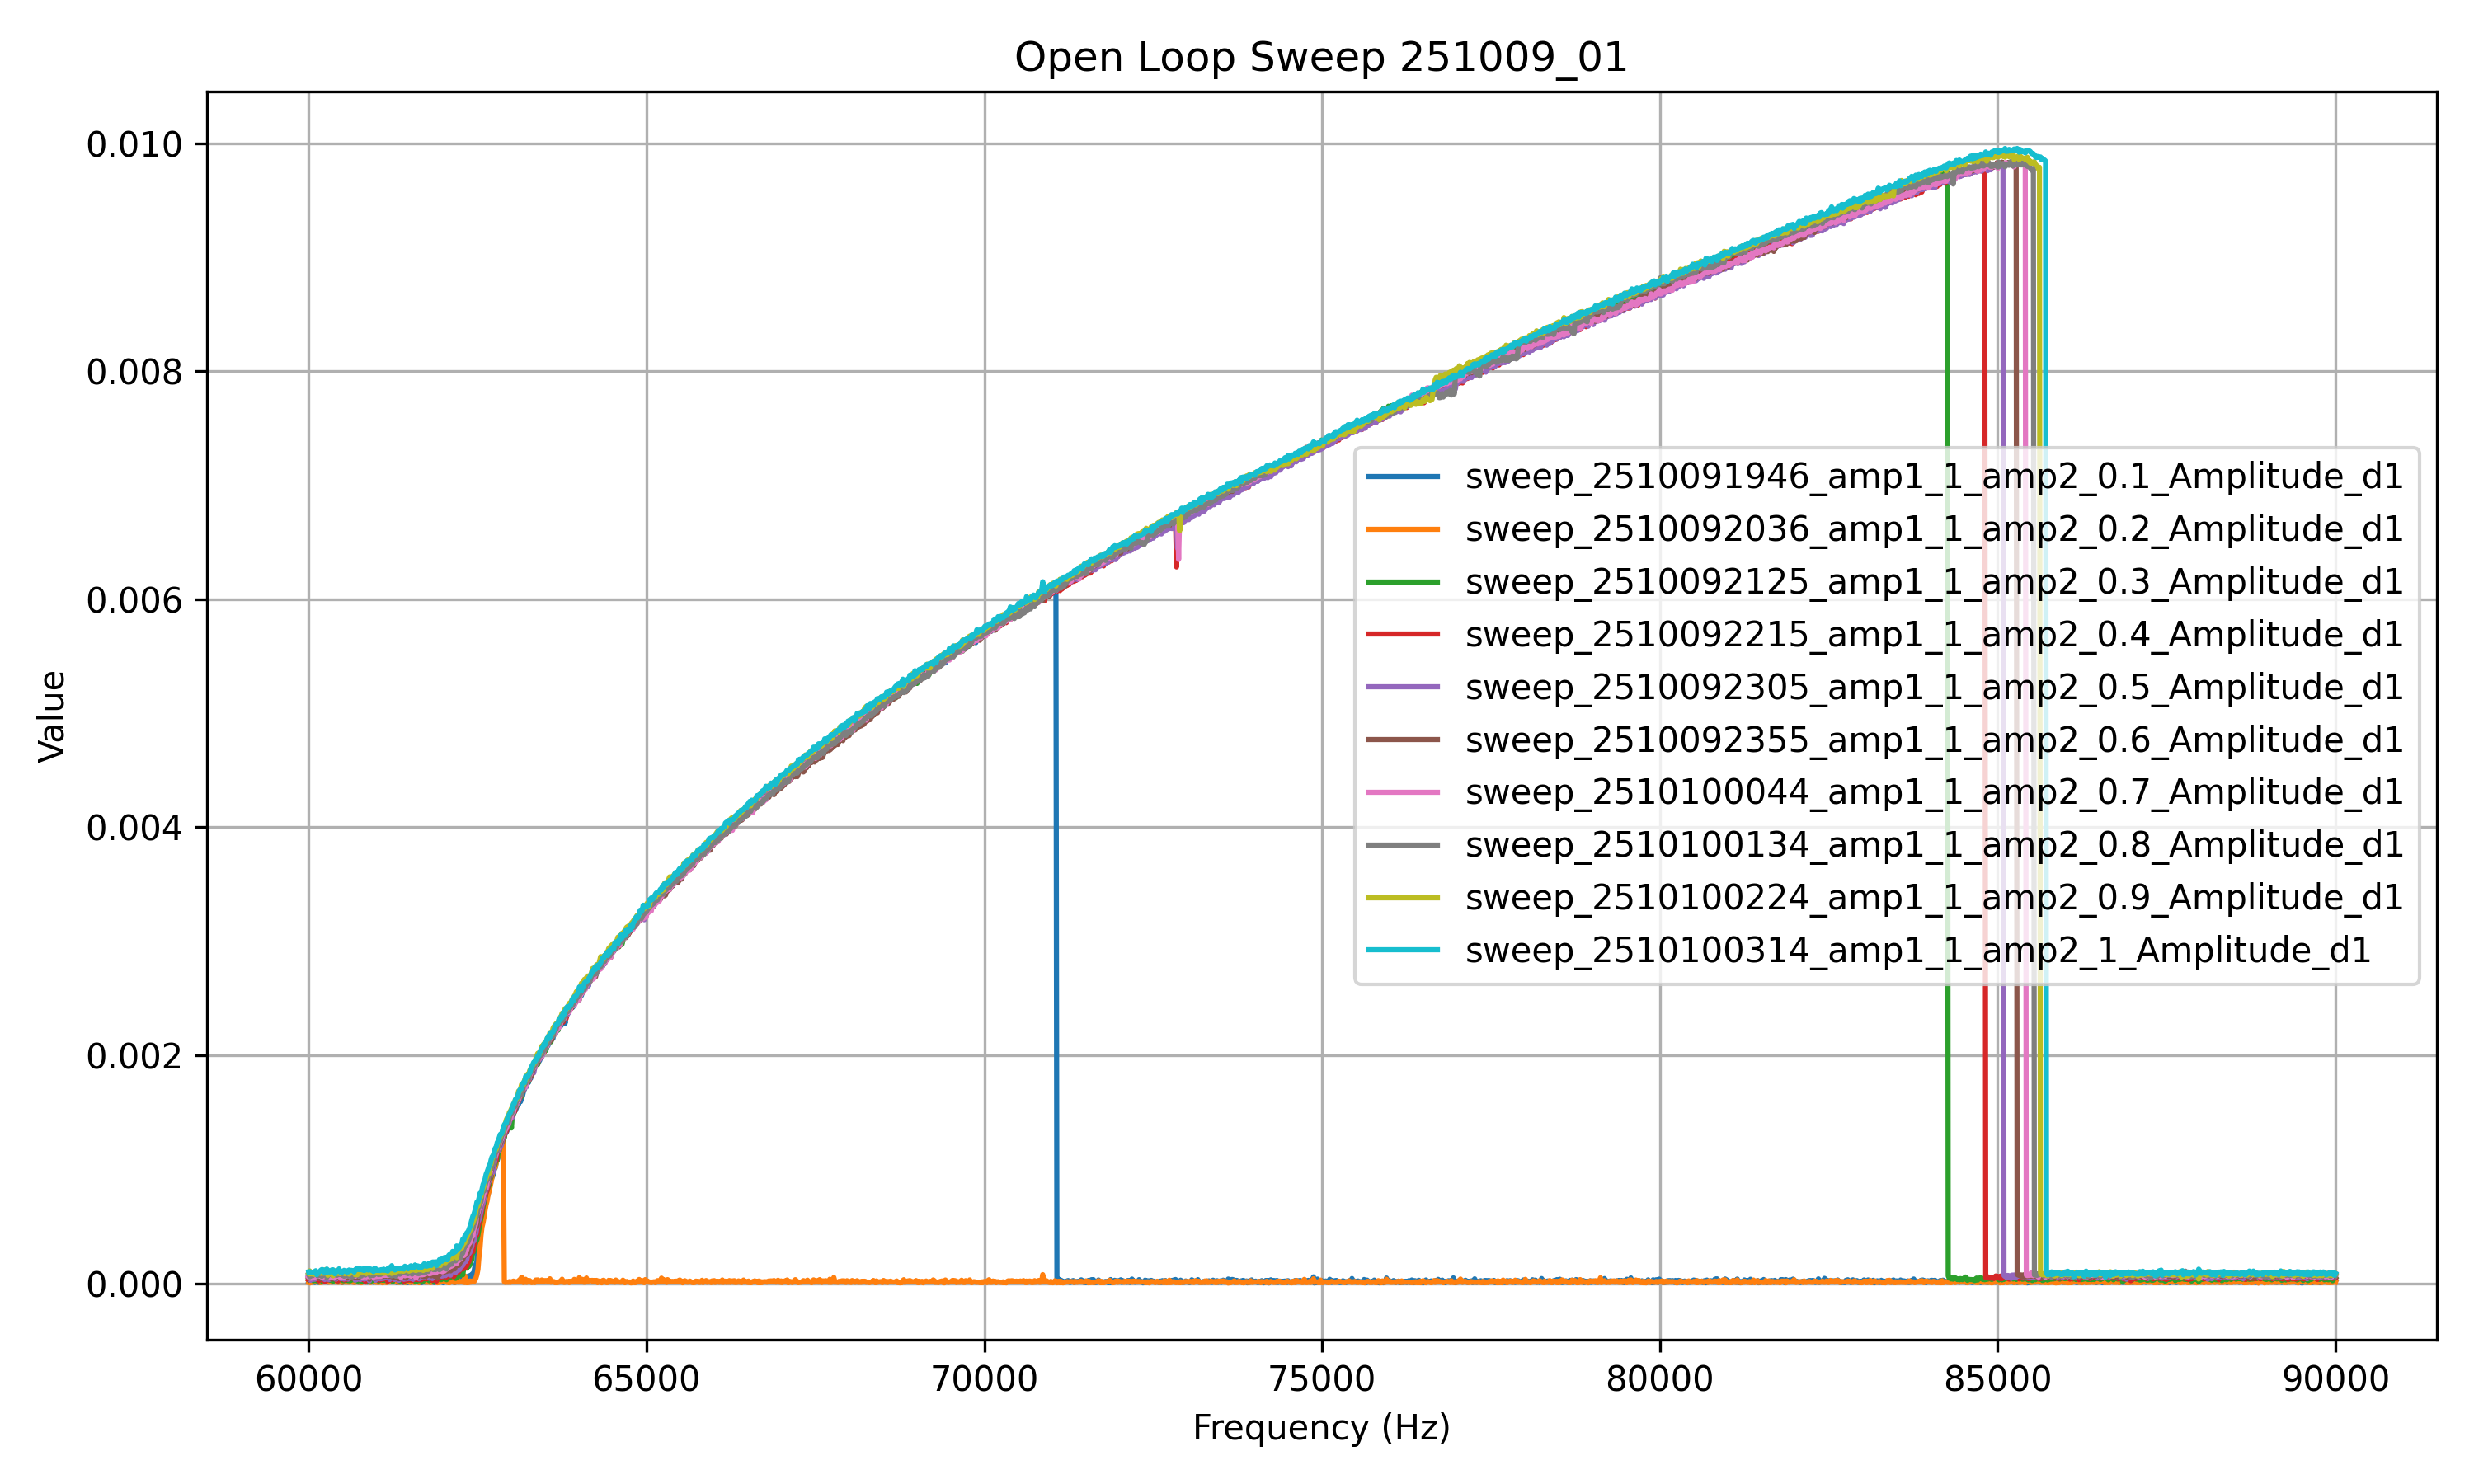 Open Loop Sweep 251009_01
0.010
0.008
0.006
0.004
0.002
0.000
Value
sweep_2510091946_amp1_1_amp2_0.1_Amplitude_d1
sweep_2510092036_amp1_1_amp2_0.2_Amplitude_d1
sweep_2510092125_amp1_1_amp2_0.3_Amplitude_d1
sweep_2510092215_amp1_1_amp2_0.4_Amplitude_d1
sweep_2510092305_amp1_1_amp2_0.5_Amplitude_d1
sweep_2510092355_amp1_1_amp2_0.6_Amplitude_d1
sweep_2510100044_amp1_1_amp2_0.7_Amplitude_d1
sweep_2510100134_amp1_1_amp2_0.8_Amplitude_d1
sweep_2510100224_amp1_1_amp2_0.9_Amplitude_d1
sweep_2510100314_amp1_1_amp2_1_Amplitude_d1
60000 65000 70000 75000 80000 85000 90000
Frequency (Hz)